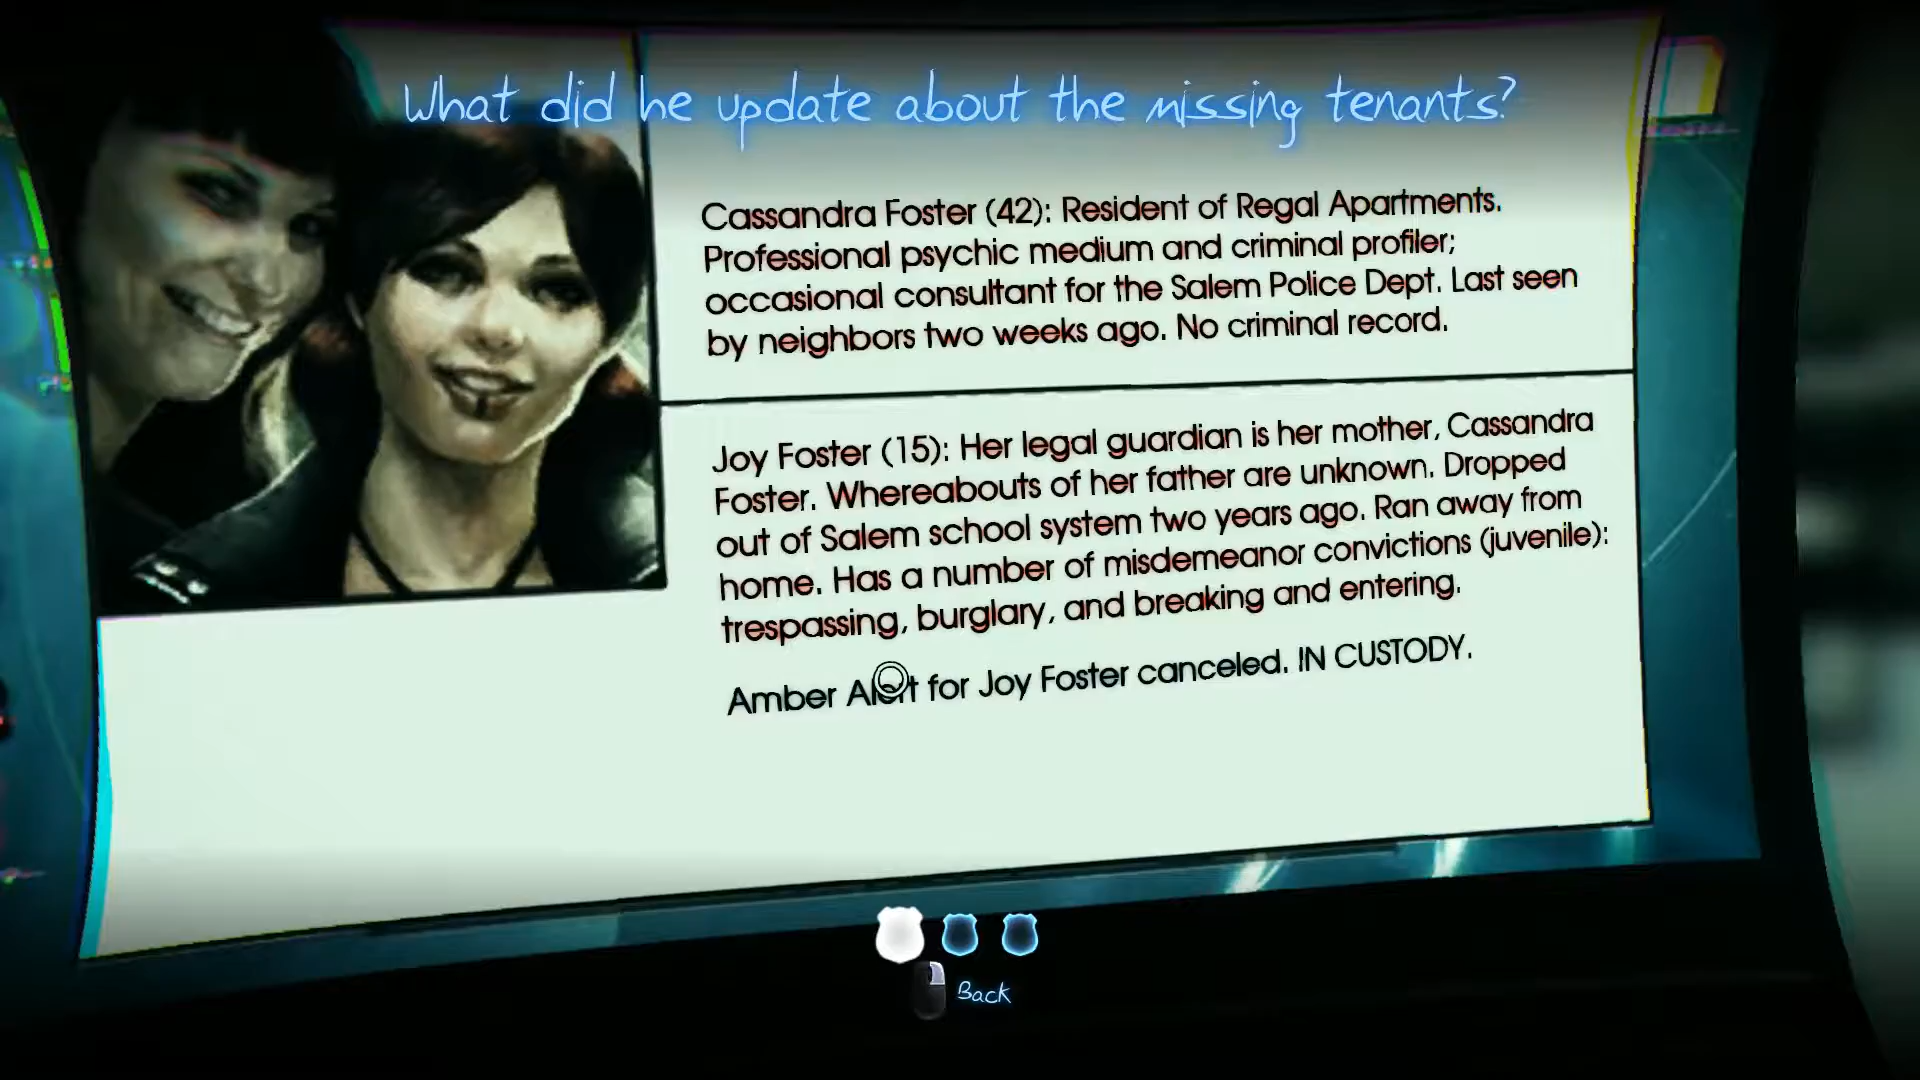 What did he update about the missing tenants?
Cassandra Foster (42): Resident of Regal Apartments.
Professional psychic medium and criminal profiler;
occasional consultant for the Salem Police Dept. Last seen
by neighbors two weeks ago. No criminal record.
Joy Foster (15): Her legal guardian is her mother, Cassandra
Foster. Whereabouts of her father are unknown. Dropped
out of Salem school system two years ago. Ran away from
home. Has a number of misdemeanor convictions (juvenile):
trespassing, burglary, and breaking and entering.
Amber Alert for Joy Foster canceled. IN CUSTODY.
Back